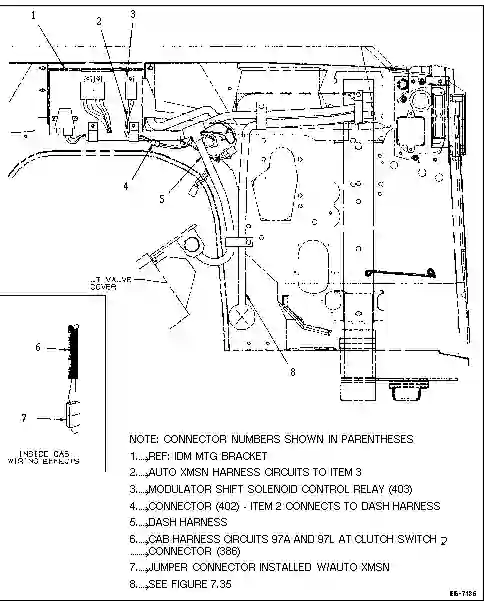 1
2
3
4
5
LT VALVE
COVER
6
7
8
INSIDE CAB
WIRING EFFECTS
NOTE: CONNECTOR NUMBERS SHOWN IN PARENTHESES
1....REF: IDM MTG BRACKET
2....AUTO XMSN HARNESS CIRCUITS TO ITEM 3
3....MODULATOR SHIFT SOLENOID CONTROL RELAY (403)
4....CONNECTOR (402) - ITEM 2 CONNECTS TO DASH HARNESS
5....DASH HARNESS
6....CAB HARNESS CIRCUITS 97A AND 97L AT CLUTCH SWITCH 2
.....CONNECTOR (386)
7....JUMPER CONNECTOR INSTALLED W/AUTO XMSN
8....SEE FIGURE 7.35